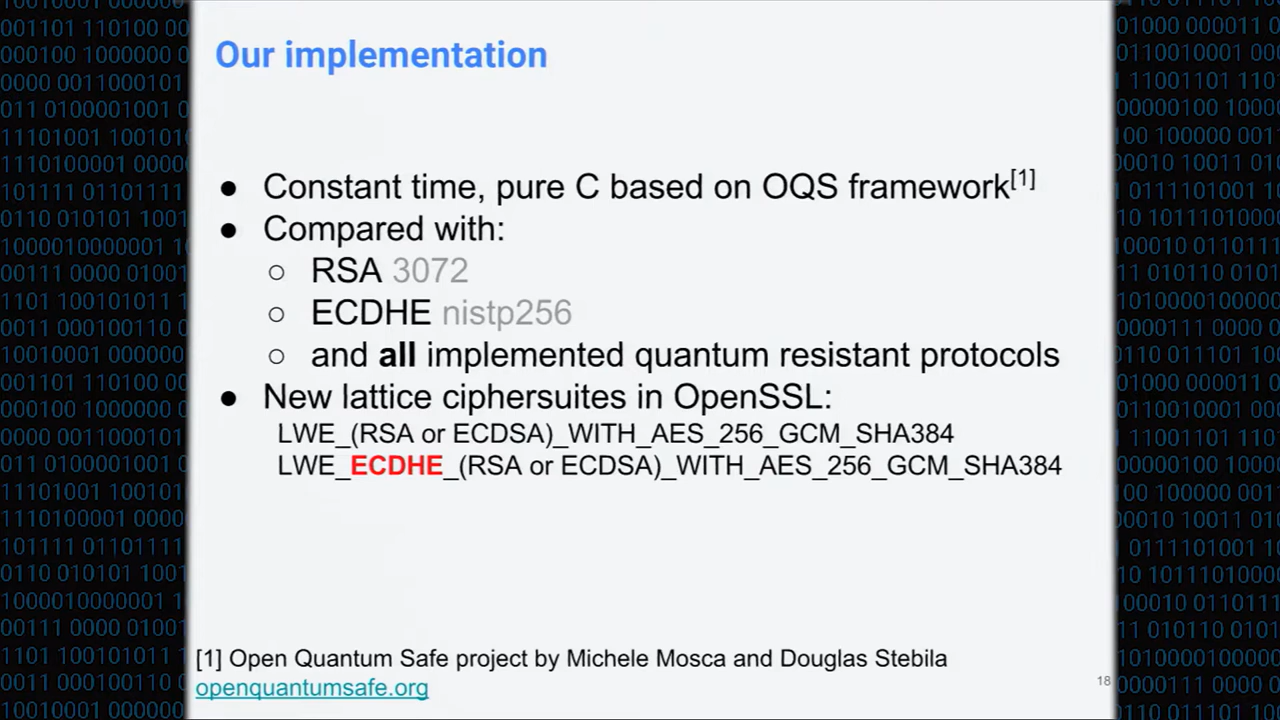 Our implementation
● Constant time, pure C based on OQS framework[1]
● Compared with:
○ RSA 3072
○ ECDHE nistp256
○ and all implemented quantum resistant protocols
● New lattice ciphersuites in OpenSSL:
LWE_(RSA or ECDSA)_WITH_AES_256_GCM_SHA384
LWE_ECDHE_(RSA or ECDSA)_WITH_AES_256_GCM_SHA384
[1] Open Quantum Safe project by Michele Mosca and Douglas Stebila
openquantumsafe.org
18